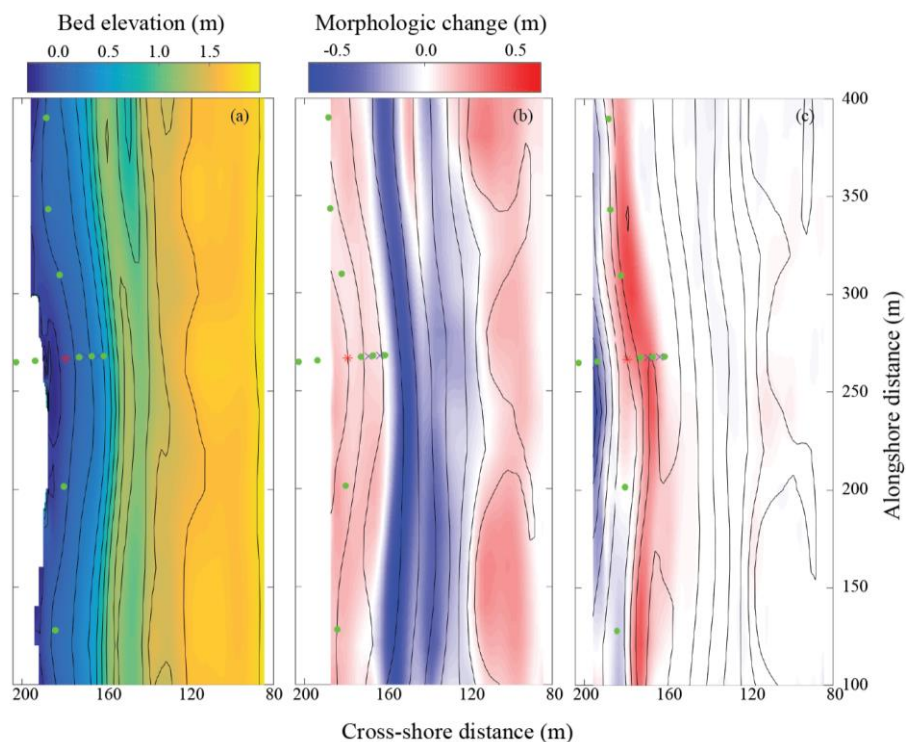 Bed elevation (m)
Morphologic change (m)
0.0 0.5 1.0 1.5
-0.5 0.0 0.5
(a)
(b)
(c)
400
350
300
250
200
150
100
Alongshore distance (m)
200 160 120 80
200 160 120 80
200 160 120 80
Cross-shore distance (m)